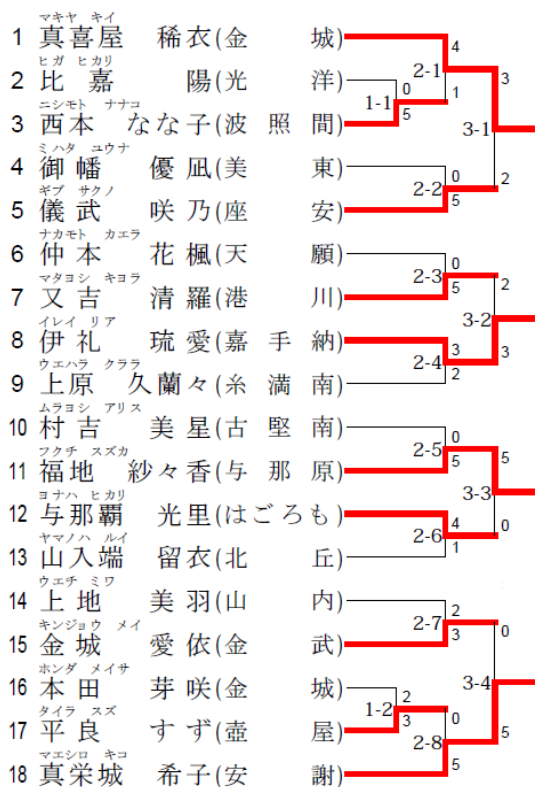 マキヤ キイ
1 真喜屋 稀衣(金 城)
ヒガ ヒカリ
2 比嘉 陽(光 洋)
ニシモト ナナコ
3 西本 なな子(波 照 間)
ミハタ ユウナ
4 御幡 優凪(美 東)
ギブ サクノ
5 儀武 咲乃(座 安)
ナカモト カエラ
6 仲本 花楓(天 願)
マタヨシ キヨラ
7 又吉 清羅(港 川)
イレイ リア
8 伊礼 琉愛(嘉 手 納)
ウエハラ クララ
9 上原 久蘭々(糸 満 南)
ムラヨシ アリス
10 村吉 美星(古 堅 南)
フクチ スズカ
11 福地 紗々香(与 那 原)
ヨナハ ヒカリ
12 与那覇 光里(はごろも)
ヤマノハ ルイ
13 山入端 留衣(北 丘)
ウエチ ミワ
14 上地 美羽(山 内)
キンジョウ メイ
15 金城 愛依(金 武)
ホンダ メイサ
16 本田 芽咲(金 城)
タイラ スズ
17 平良 すず(壺 屋)
マエシロ キコ
18 真栄城 希子(安 謝)
1-1
0
5
1-2
2
3
2-1
4
1
2-2
0
5
2-3
0
5
2-4
3
2
2-5
0
5
2-6
4
1
2-7
2
3
2-8
0
5
3-1
3
2
3-2
2
3
3-3
5
0
3-4
0
5